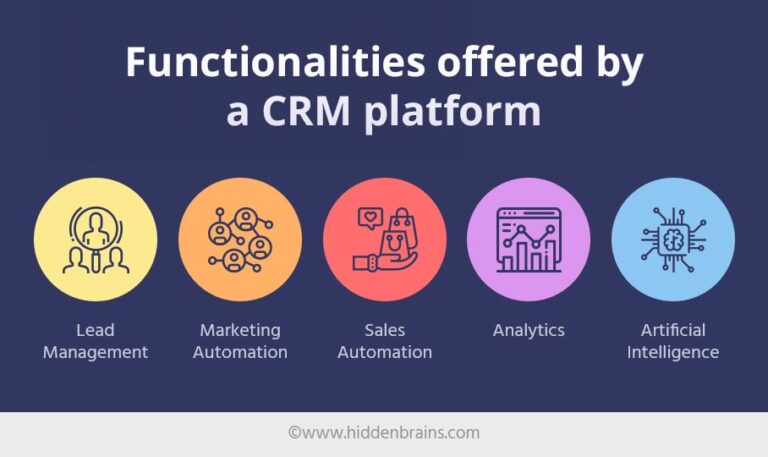 Functionalities offered by
a CRM platform
Lead
Management
Marketing
Automation
Sales
Automation
Analytics
Artificial
Intelligence
©www.hiddenbrains.com